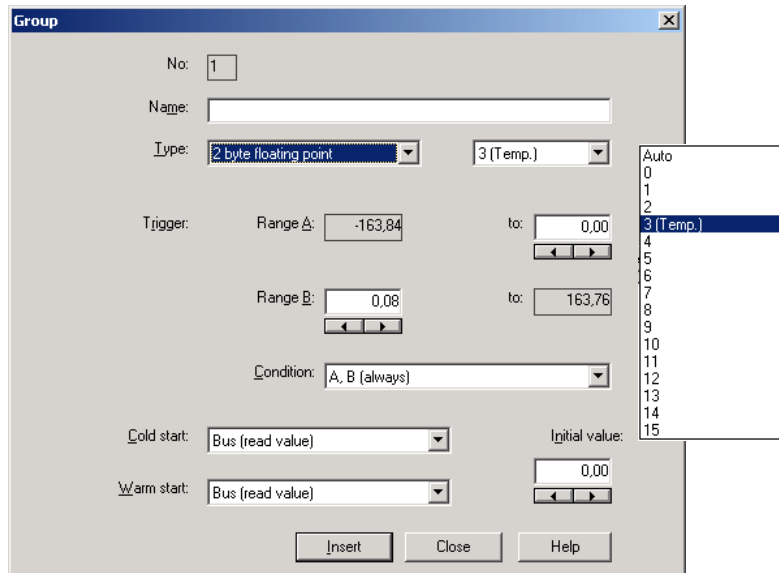 Group
No: 1
Name:
Type: 2 byte floating point 3 (Temp.)
Trigger: Range A: -163,84 to: 0,00
Range B: 0,08 to: 163,76
Condition: A, B (always)
Cold start: Bus (read value) Initial value:
0,00
Warm start: Bus (read value)
Insert Close Help
Auto
0
1
2
3 (Temp.)
4
5
6
7
8
9
10
11
12
13
14
15